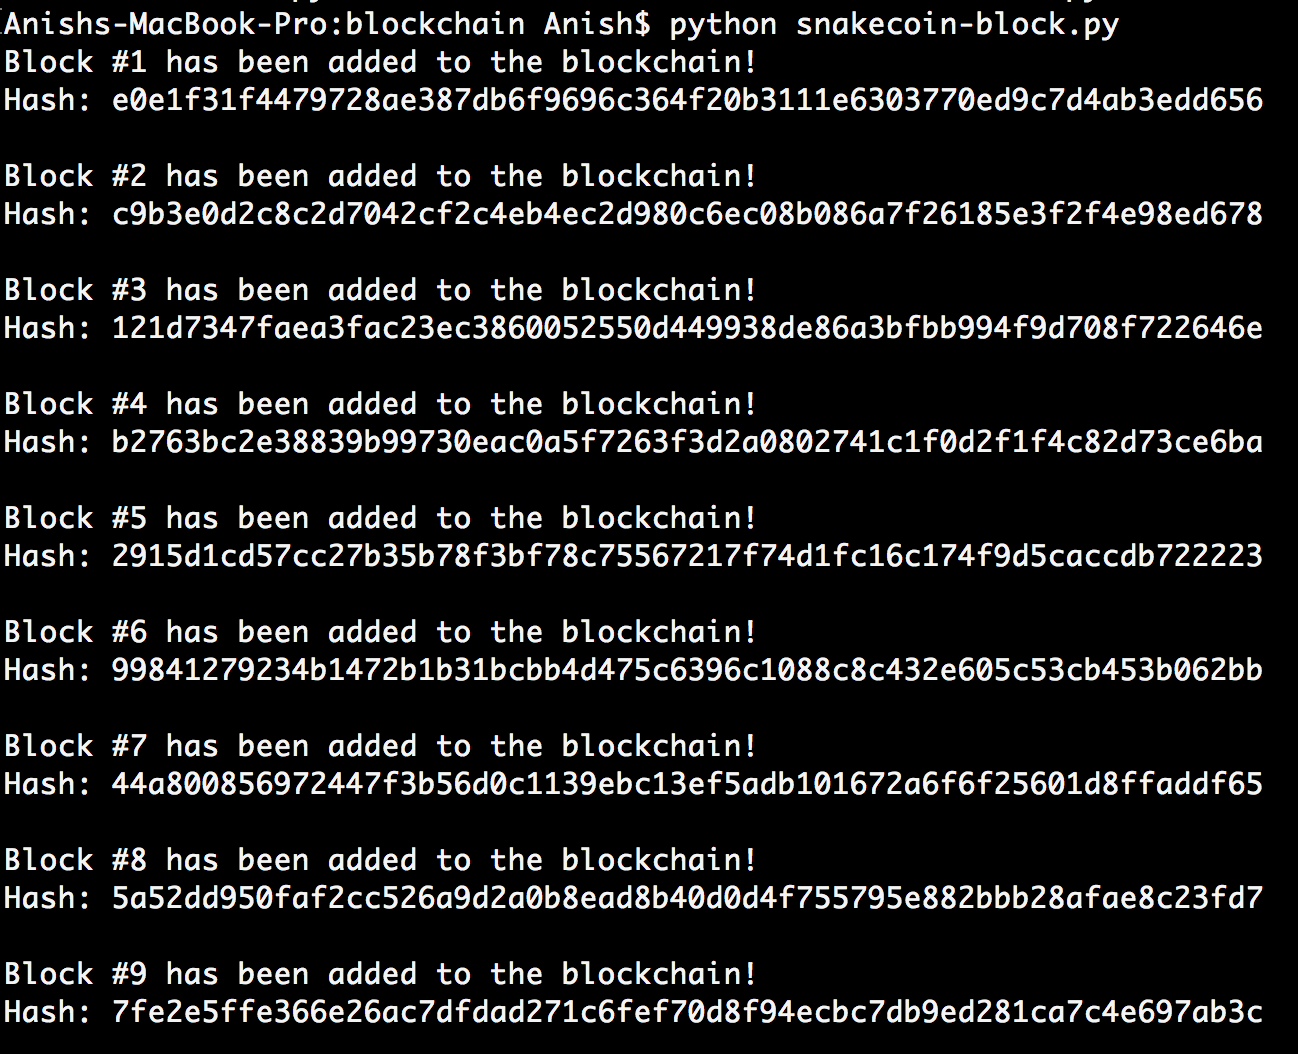 Anishs-MacBook-Pro:blockchain Anish$ python snakecoin-block.py
Block #1 has been added to the blockchain!
Hash: e0e1f31f4479728ae387db6f9696c364f20b3111e6303770ed9c7d4ab3edd656
Block #2 has been added to the blockchain!
Hash: c9b3e0d2c8c2d7042cf2c4eb4ec2d980c6ec08b086a7f26185e3f2f4e98ed678
Block #3 has been added to the blockchain!
Hash: 121d7347faea3fac23ec3860052550d449938de86a3bfbb994f9d708f722646e
Block #4 has been added to the blockchain!
Hash: b2763bc2e38839b99730eac0a5f7263f3d2a0802741c1f0d2f1f4c82d73ce6ba
Block #5 has been added to the blockchain!
Hash: 2915d1cd57cc27b35b78f3bf78c75567217f74d1fc16c174f9d5caccdb722223
Block #6 has been added to the blockchain!
Hash: 99841279234b1472b1b31bcbb4d475c6396c1088c8c432e605c53cb453b062bb
Block #7 has been added to the blockchain!
Hash: 44a800856972447f3b56d0c1139ebc13ef5adb101672a6f6f25601d8ffaddf65
Block #8 has been added to the blockchain!
Hash: 5a52dd950faf2cc526a9d2a0b8ead8b40d0d4f755795e882bbb28afae8c23fd7
Block #9 has been added to the blockchain!
Hash: 7fe2e5ffe366e26ac7dfdad271c6fef70d8f94ecbc7db9ed281ca7c4e697ab3c